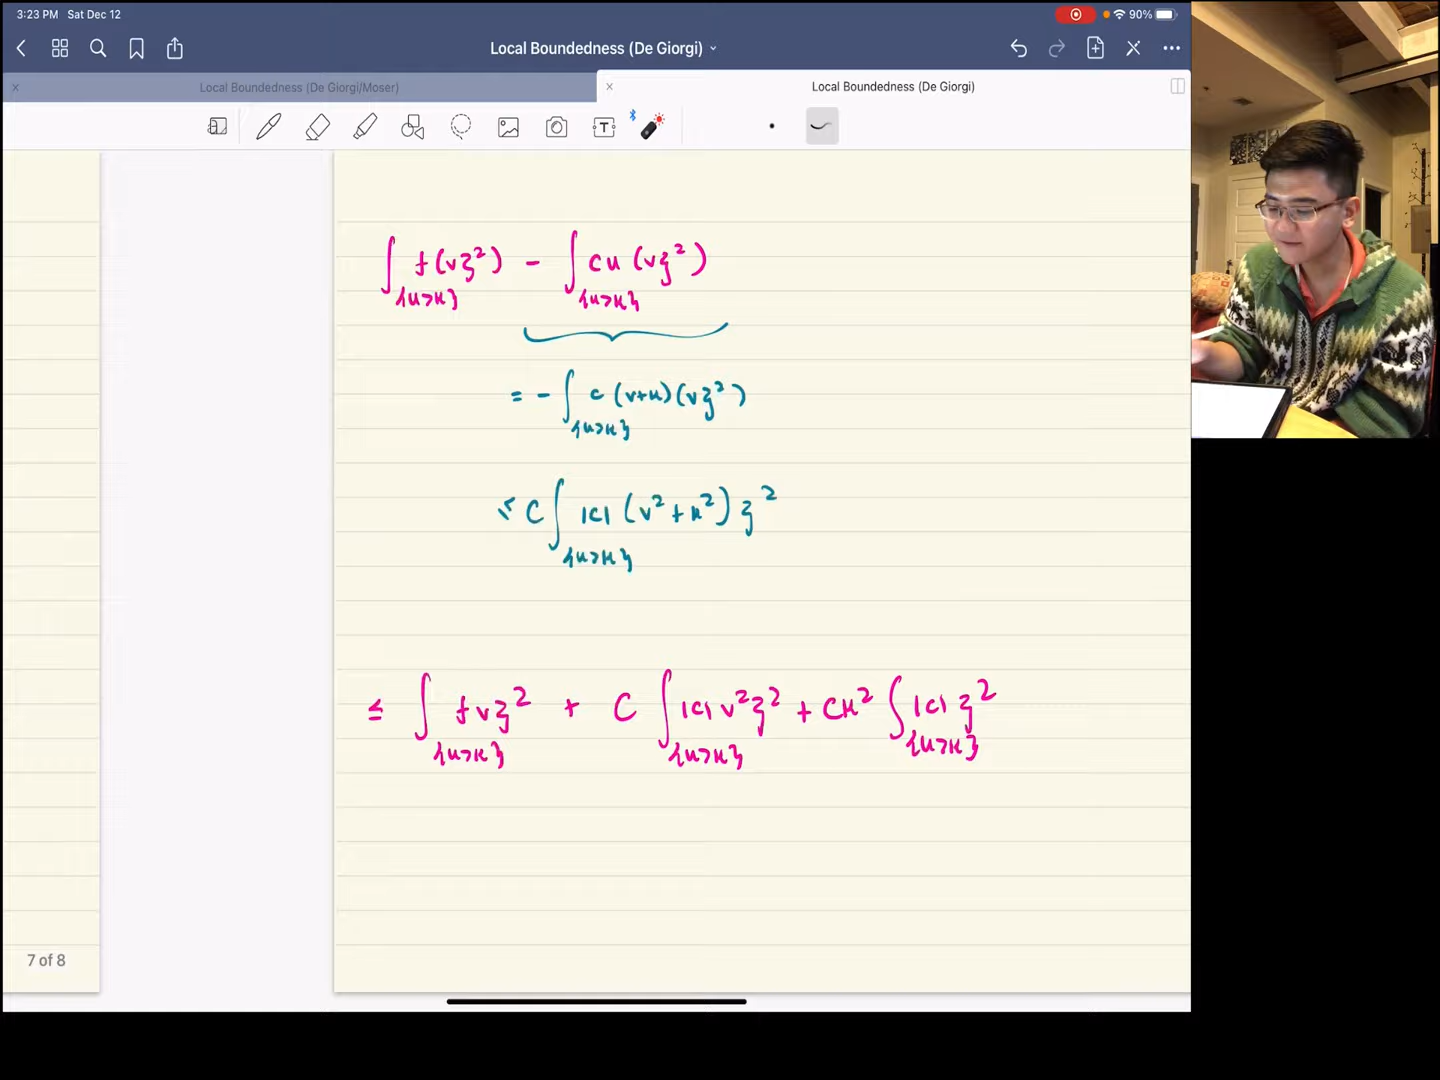 3:23 PM Sat Dec 12
90%
Local Boundedness (De Giorgi)
Local Boundedness (De Giorgi/Moser)
Local Boundedness (De Giorgi)
∫_{u>k} f(vζ²) - ∫_{u>k} cu(vζ²)
= - ∫_{u>k} c(v+k)(vζ²)
≤ C ∫_{u>k} |c| (v²+k²) ζ²
≤ ∫_{u>k} fvζ² + C ∫_{u>k} |c|v²ζ² + Ck² ∫_{u>k} |c|ζ²
7 of 8